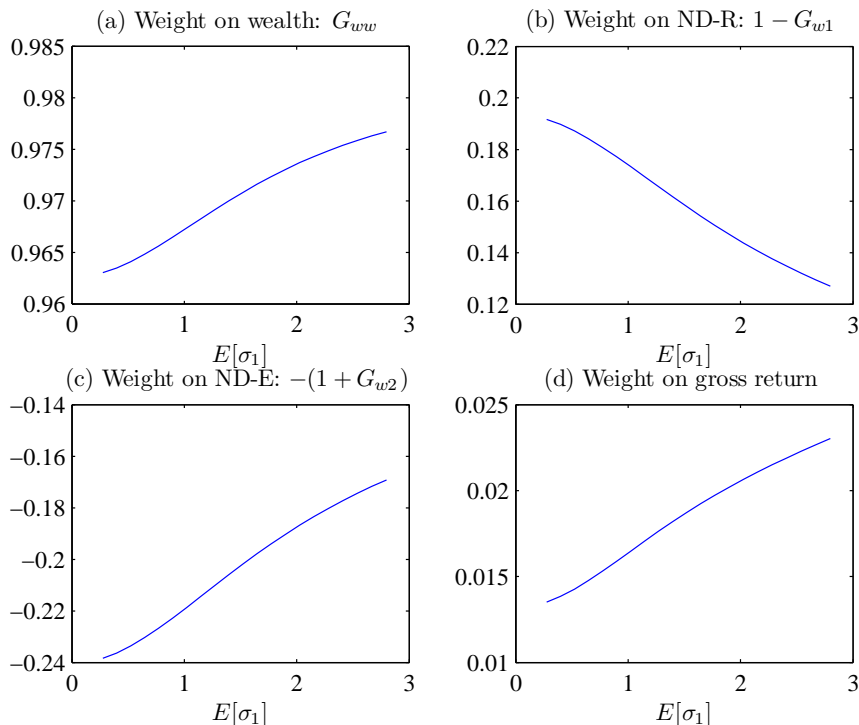 (a) Weight on wealth: $G_{ww}$
0.985
0.98
0.975
0.97
0.965
0.96
0 1 2 3
$E[\sigma_1]$
(b) Weight on ND-R: $1 - G_{w1}$
0.22
0.2
0.18
0.16
0.14
0.12
0 1 2 3
$E[\sigma_1]$
(c) Weight on ND-E: $-(1 + G_{w2})$
−0.14
−0.16
−0.18
−0.2
−0.22
−0.24
0 1 2 3
$E[\sigma_1]$
(d) Weight on gross return
0.025
0.02
0.015
0.01
0 1 2 3
$E[\sigma_1]$